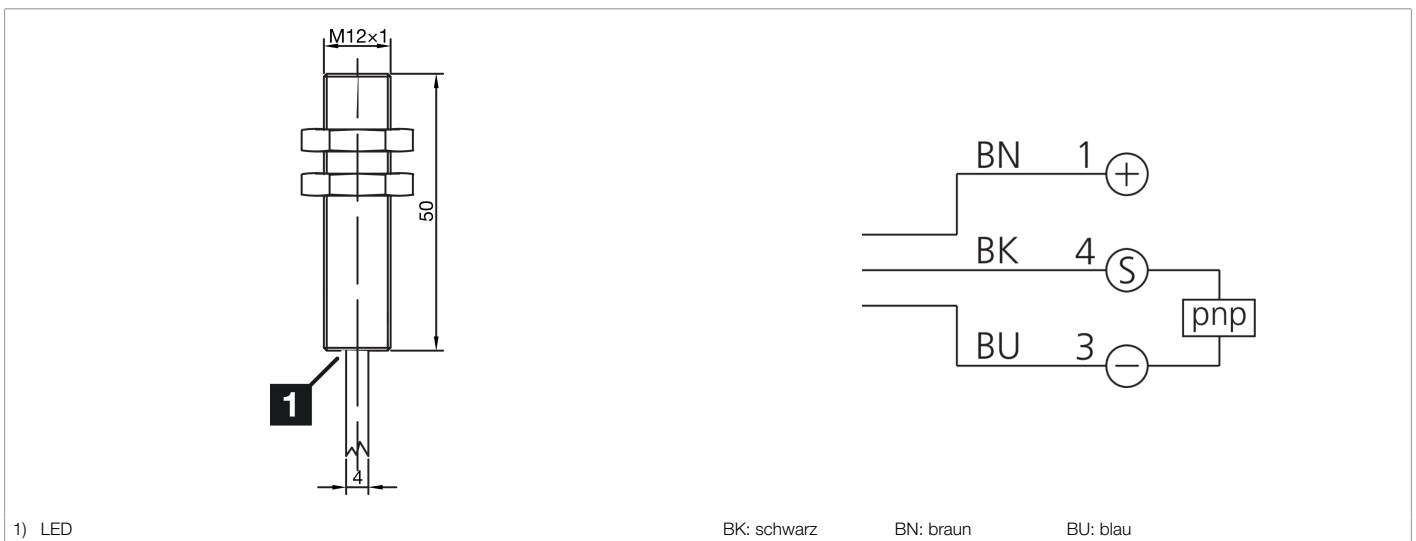 M12×1
50
1
4
BN 1 +
BK 4 S
pnp
BU 3 −
1) LED
BK: schwarz BN: braun BU: blau